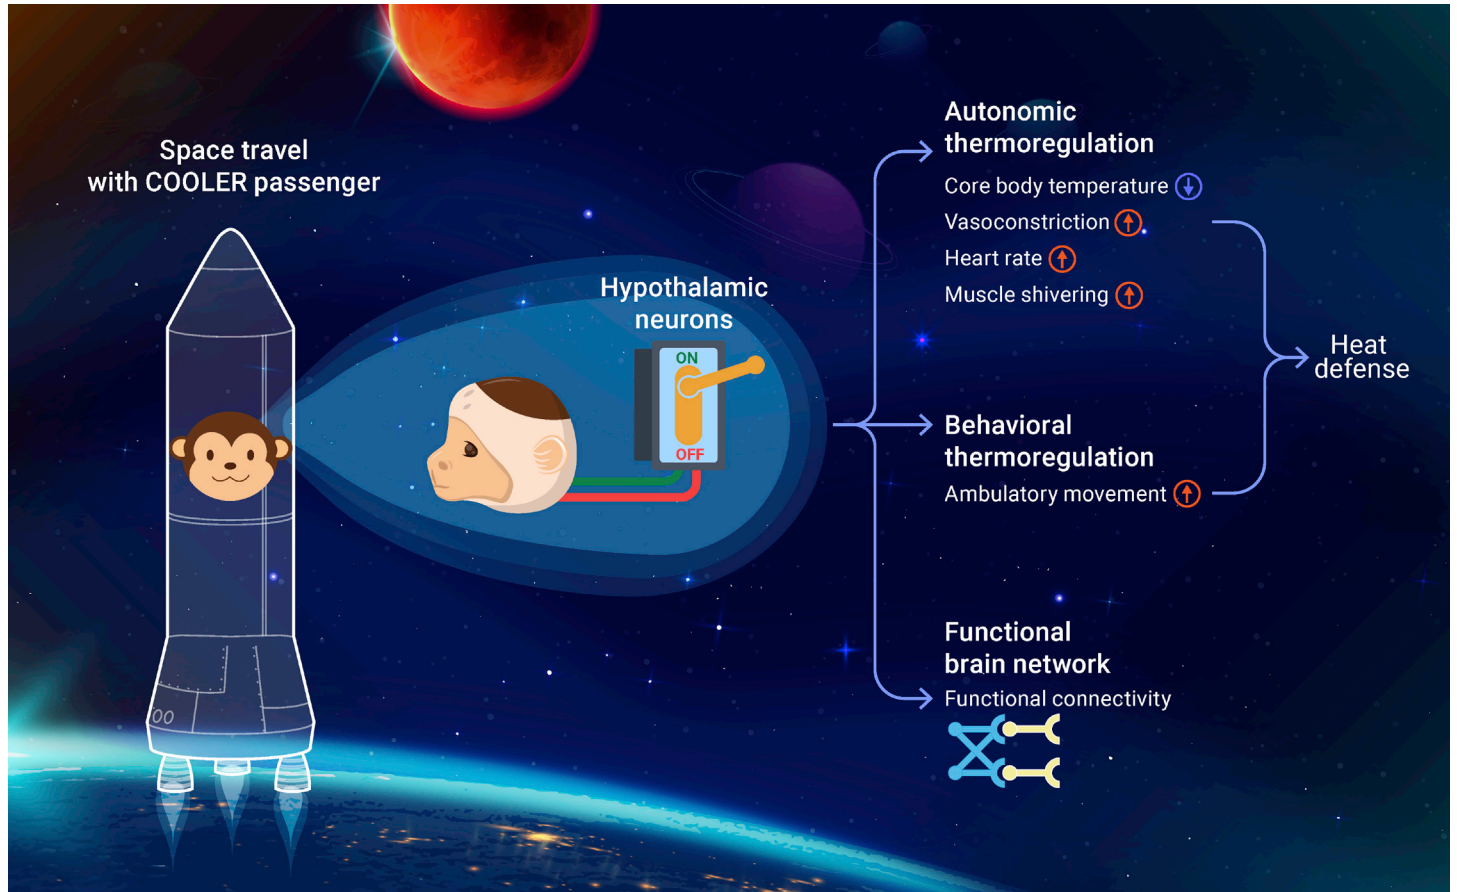 Space travel
with COOLER passenger
Hypothalamic
neurons
ON
OFF
Autonomic
thermoregulation
Core body temperature
Vasoconstriction
Heart rate
Muscle shivering
Heat
defense
Behavioral
thermoregulation
Ambulatory movement
Functional
brain network
Functional connectivity